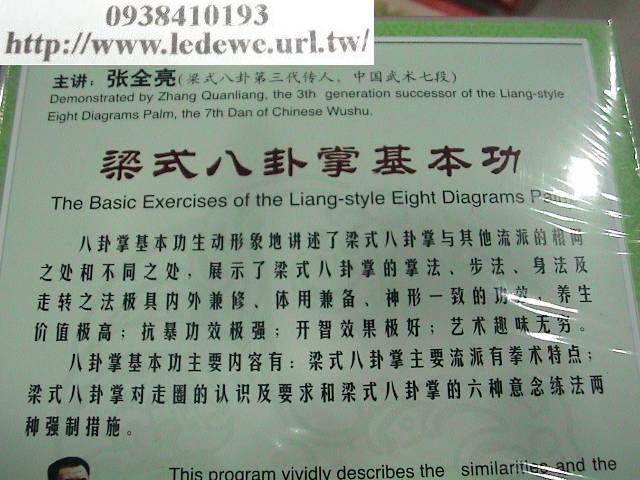 0938410193
http://www.ledewe.url.tw/
主讲：张全亮(梁式八卦第三代传人，中国武术七段)
Demonstrated by Zhang Quanliang, the 3th generation successor of the Liang-style
Eight Diagrams Palm, the 7th Dan of Chinese Wushu.
梁式八卦掌基本功
The Basic Exercises of the Liang-style Eight Diagrams Palm
八卦掌基本功生动形象地讲述了梁式八卦掌与其他流派的相同
之处和不同之处，展示了梁式八卦掌的掌法、步法、身法及
走转之法极具内外兼修、体用兼备、神形一致的功效，养生
价值极高；抗暴功效极强；开智效果极好；艺术趣味无穷。
八卦掌基本功主要内容有：梁式八卦掌主要流派有拳术特点；
梁式八卦掌对走圈的认识及要求和梁式八卦掌的六种意念练法两
种强制措施。
This program vividly describes the similarities and the